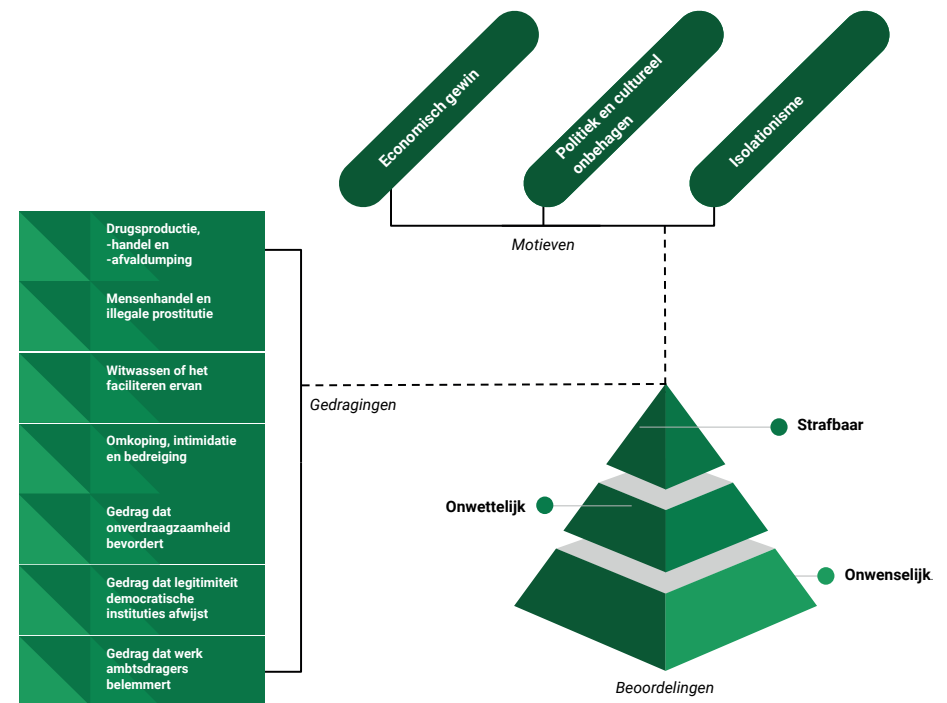 Economisch gewin
Politiek en cultureel
onbehagen
Isolationisme
Motieven
Drugsproductie,
-handel en
-afvaldumping
Mensenhandel en
illegale prostitutie
Witwassen of het
faciliteren ervan
Omkoping, intimidatie
en bedreiging
Gedrag dat
onverdraagzaamheid
bevordert
Gedrag dat legitimiteit
democratische
instituties afwijst
Gedrag dat werk
ambtsdragers
belemmert
Gedragingen
Strafbaar
Onwettelijk
Onwenselijk
Beoordelingen